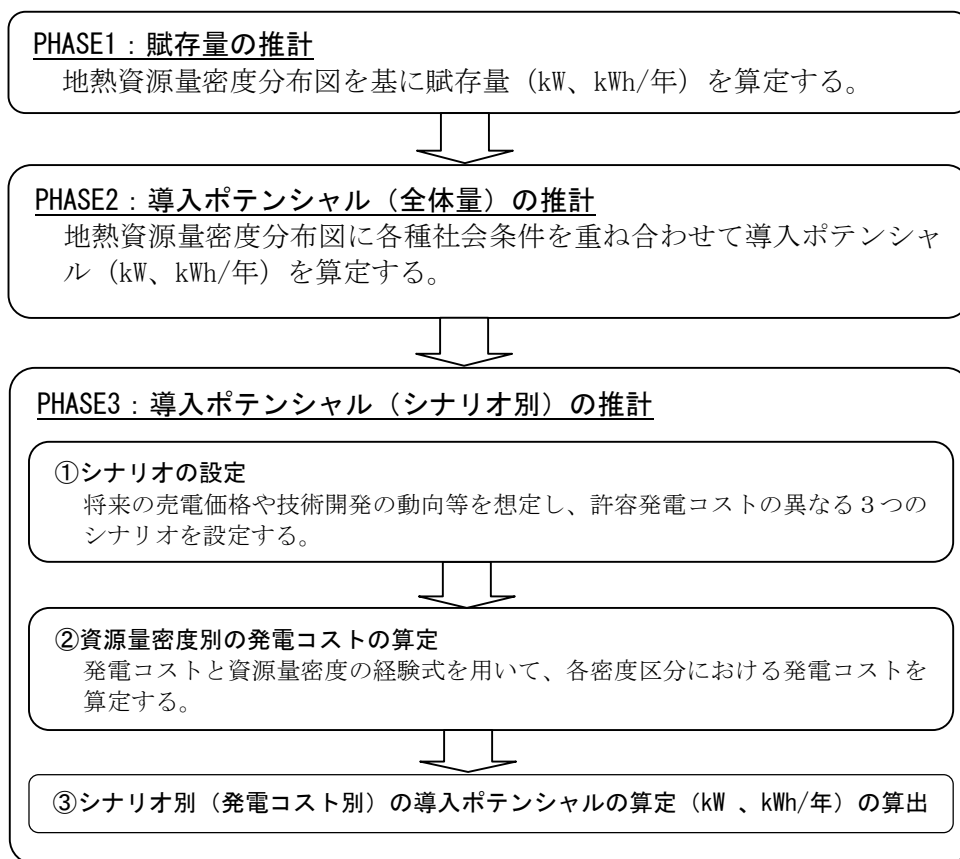 PHASE1：賦存量の推計
地熱資源量密度分布図を基に賦存量（kW、kWh/年）を算定する。
PHASE2：導入ポテンシャル（全体量）の推計
地熱資源量密度分布図に各種社会条件を重ね合わせて導入ポテンシャ
ル（kW、kWh/年）を算定する。
PHASE3：導入ポテンシャル（シナリオ別）の推計
①シナリオの設定
将来の売電価格や技術開発の動向等を想定し、許容発電コストの異なる３つの
シナリオを設定する。
②資源量密度別の発電コストの算定
発電コストと資源量密度の経験式を用いて、各密度区分における発電コストを
算定する。
③シナリオ別（発電コスト別）の導入ポテンシャルの算定（kW 、kWh/年）の算出